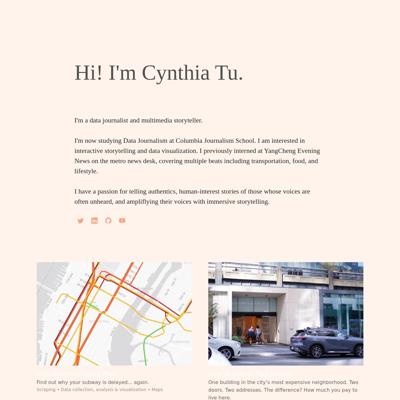 Hi! I'm Cynthia Tu.
I'm a data journalist and multimedia storyteller.
I'm now studying Data Journalism at Columbia Journalism School. I am interested in
interactive storytelling and data visualization. I previously interned at YangCheng Evening
News on the metro news desk, covering multiple beats including transportation, food, and
lifestyle.
I have a passion for telling authentics, human-interest stories of those whose voices are
often unheard, and amplifiying their voices with immersive storytelling.
Find out why your subway is delayed... again.
Scraping • Data collection, analysis & visualization • Maps
One building in the city's most expensive neighborhood. Two
doors. Two addresses. The difference? How much you pay to
live here.